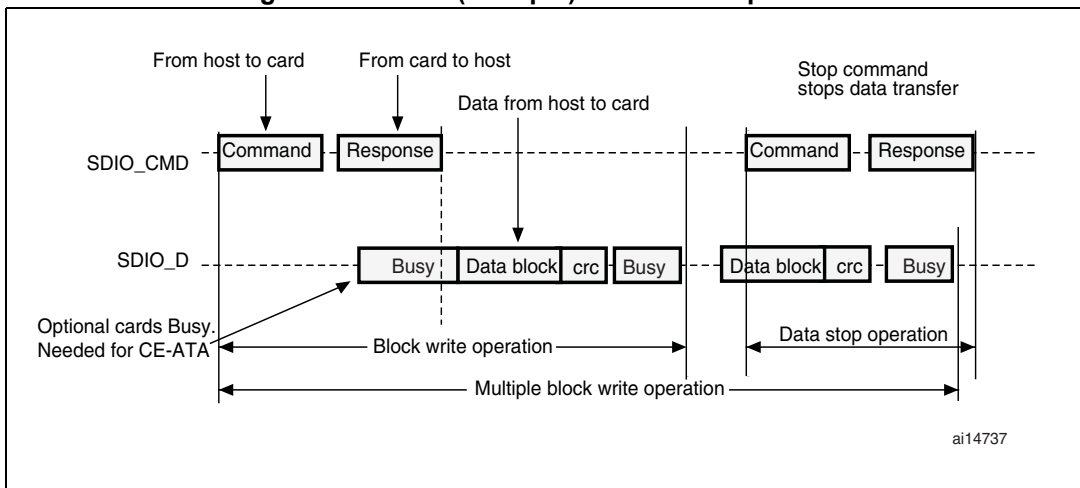 From host to card
From card to host
Data from host to card
Stop command
stops data transfer
SDIO_CMD
Command
Response
Command
Response
SDIO_D
Busy
Data block
crc
Busy
Data block
crc
Busy
Optional cards Busy.
Needed for CE-ATA
Block write operation
Data stop operation
Multiple block write operation
ai14737